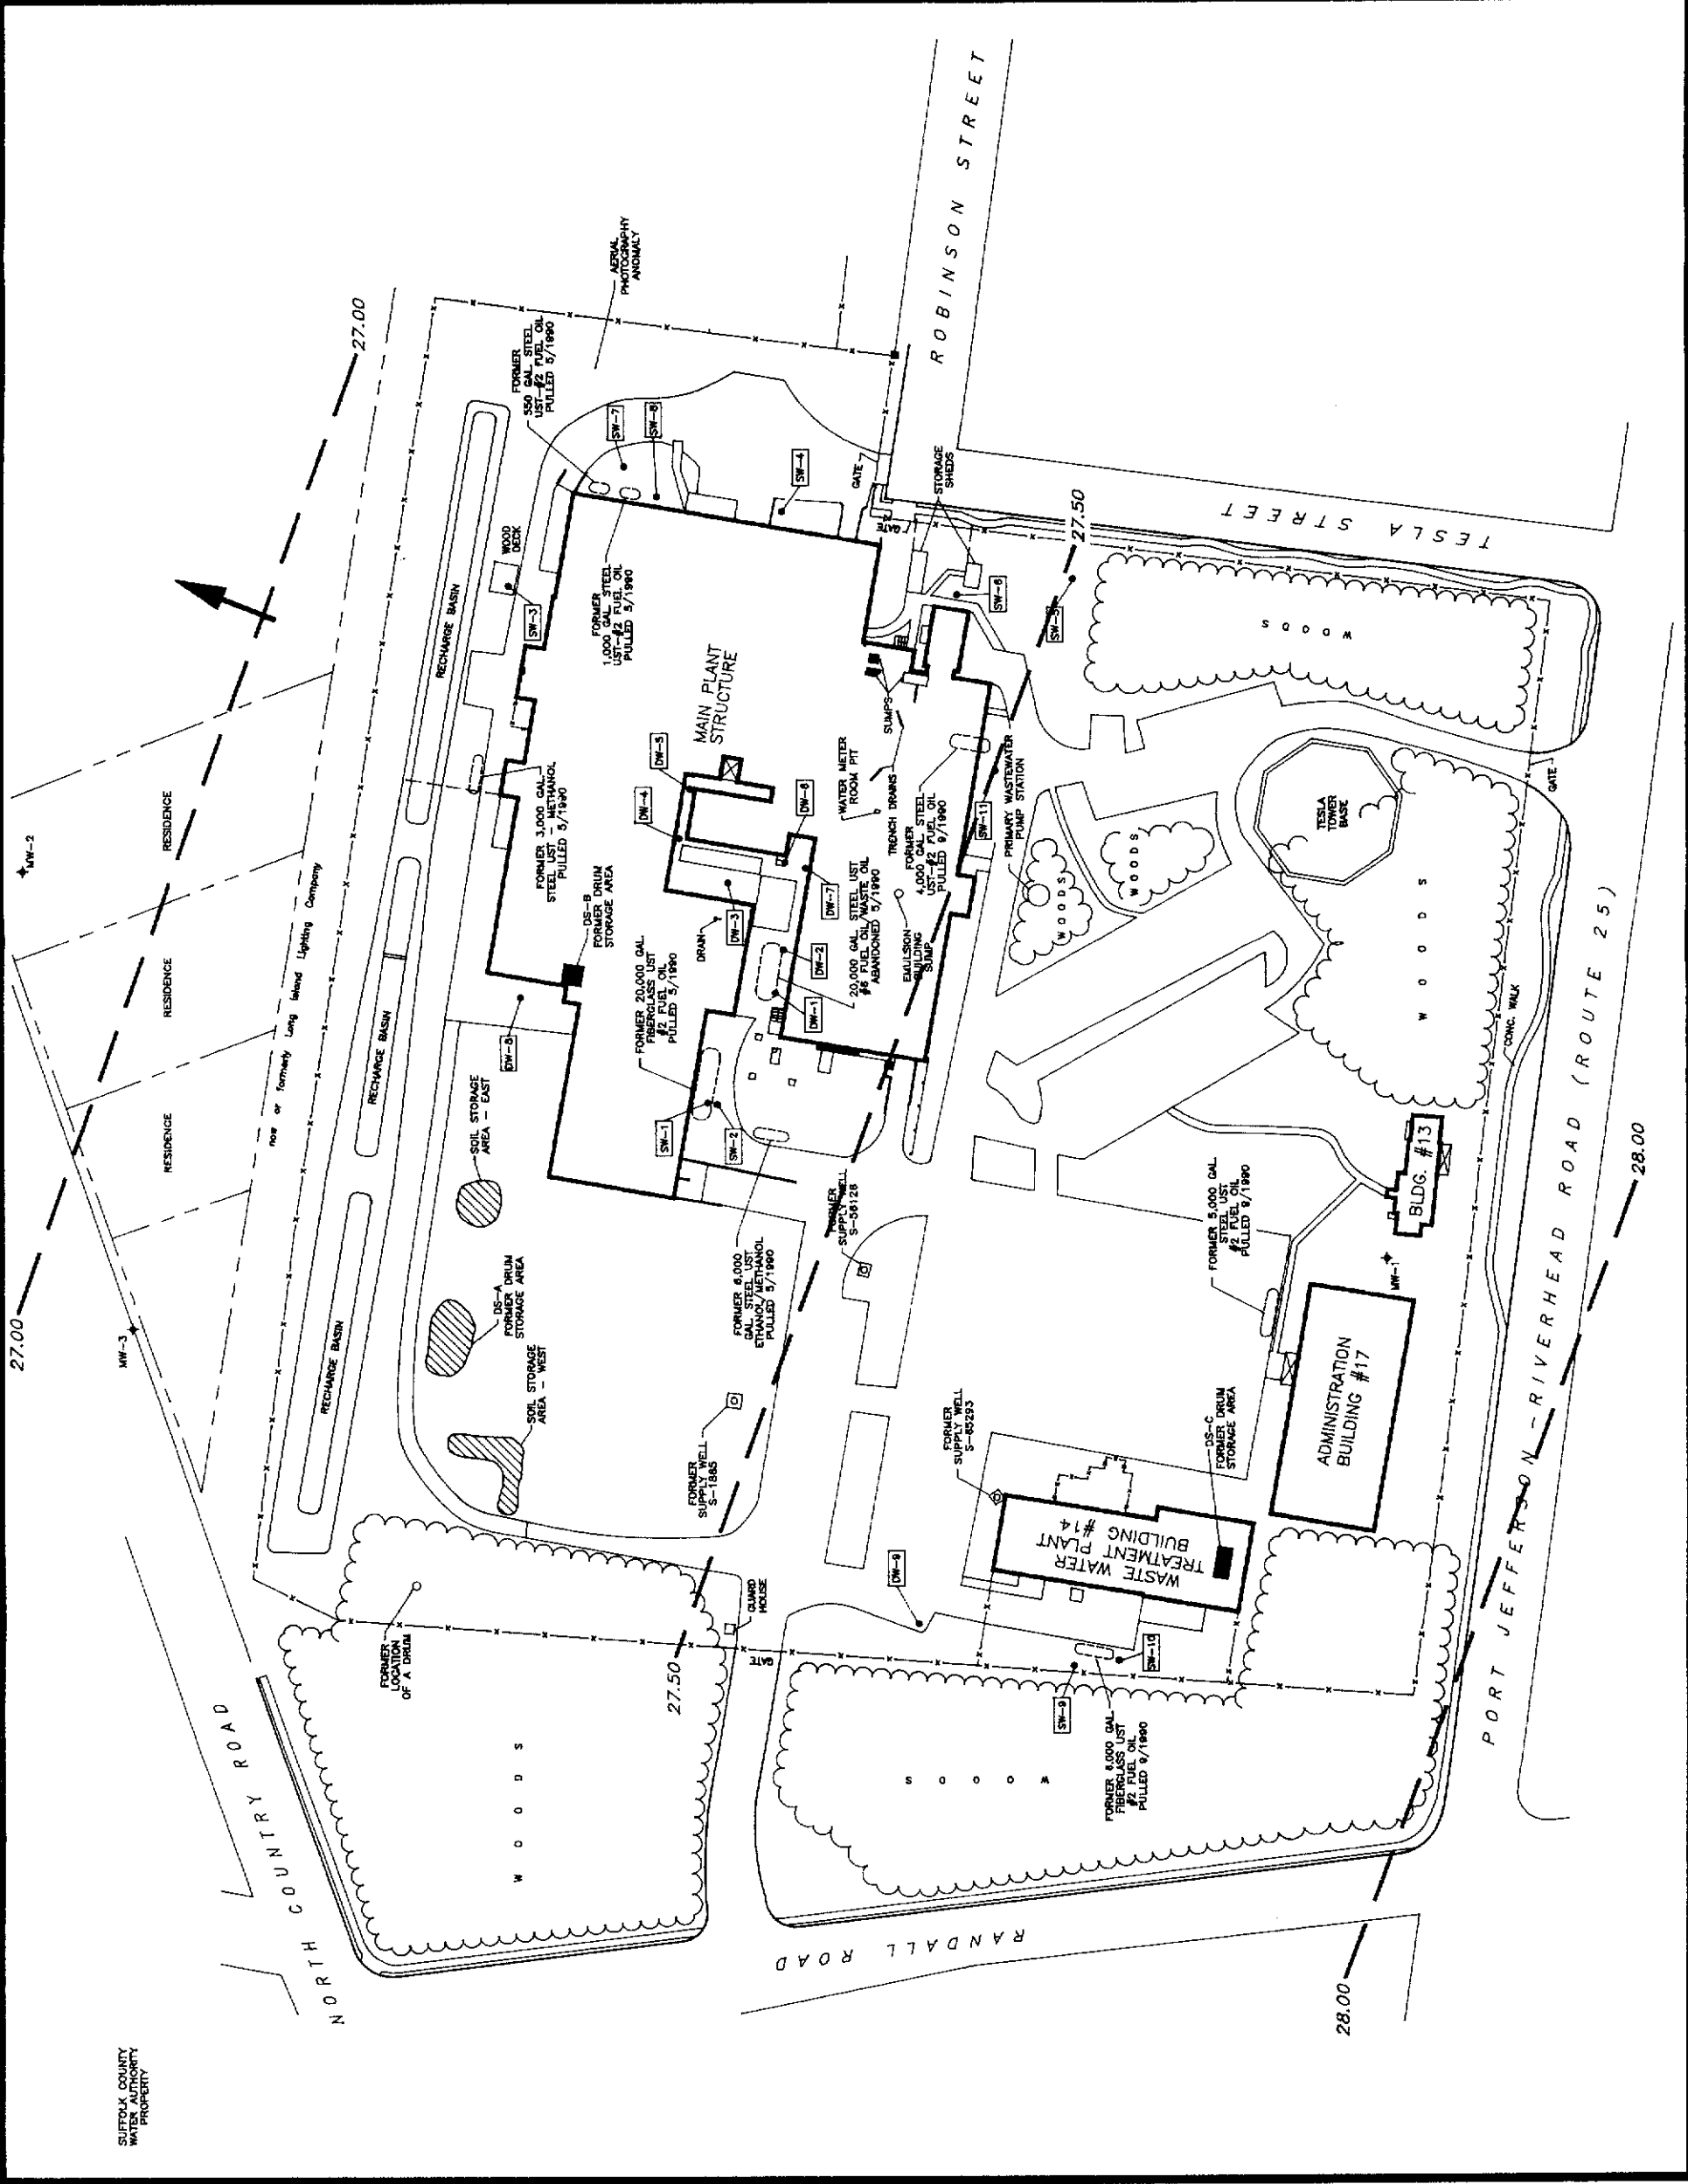 SUFFOLK COUNTY
WATER AUTHORITY
PROPERTY
NORTH COUNTRY ROAD
27.00
MW-3
MW-2
RESIDENCE
RESIDENCE
RESIDENCE
now or formerly Long Island Lighting Company
27.00
RECHARGE BASIN
RECHARGE BASIN
RECHARGE BASIN
FORMER
LOCATION
OF A DRUM
WOODS
SOIL STORAGE
AREA - WEST
DS-A
FORMER DRUM
STORAGE AREA
SOIL STORAGE
AREA - EAST
DW-8
DS-B
FORMER DRUM
STORAGE AREA
FORMER 3,000 GAL.
STEEL UST - METHANOL
PULLED 5/1990
WOOD
DECK
SW-3
FORMER
550 GAL. STEEL
UST-#2 FUEL OIL
PULLED 5/1990
AERIAL
PHOTOGRAPHY
ANOMALY
FORMER
1,000 GAL. STEEL
UST-#2 FUEL OIL
PULLED 5/1990
SW-7
SW-8
SW-4
MAIN PLANT
STRUCTURE
DW-5
DW-4
DW-6
DW-3
DW-7
DW-2
DW-1
DRAIN
FORMER 20,000 GAL.
FIBERGLASS UST
#2 FUEL OIL
PULLED 5/1990
SW-1
SW-2
20,000 GAL. STEEL UST
#6 FUEL OIL/WASTE OIL
ABANDONED 5/1990
WATER METER
ROOM PIT
SUMPS
TRENCH DRAINS
EMULSION
BUILDING
SUMP
FORMER
4,000 GAL. STEEL
UST-#2 FUEL OIL
PULLED 9/1990
SW-11
PRIMARY WASTEWATER
PUMP STATION
GATE
GATE
STORAGE
SHEDS
SW-6
SW-5
27.50
ROBINSON STREET
TESLA STREET
FORMER 6,000
GAL. STEEL UST
ETHANOL/METHANOL
PULLED 5/1990
FORMER
SUPPLY WELL
S-56126
FORMER
SUPPLY WELL
S-1885
FORMER
SUPPLY WELL
S-65293
27.50
GUARD
HOUSE
GATE
DW-9
WASTE WATER
TREATMENT PLANT
BUILDING #14
DS-C
FORMER DRUM
STORAGE AREA
SW-9
SW-10
FORMER 8,000 GAL.
FIBERGLASS UST
#2 FUEL OIL
PULLED 9/1990
WOODS
ADMINISTRATION
BUILDING #17
FORMER 5,000 GAL.
STEEL UST
#2 FUEL OIL
PULLED 9/1990
MW-1
BLDG. #13
WOODS
WOODS
TESLA
TOWER
BASE
WOODS
WOODS
CONC. WALK
GATE
RANDALL ROAD
28.00
PORT JEFFERSON - RIVERHEAD ROAD (ROUTE 25)
28.00